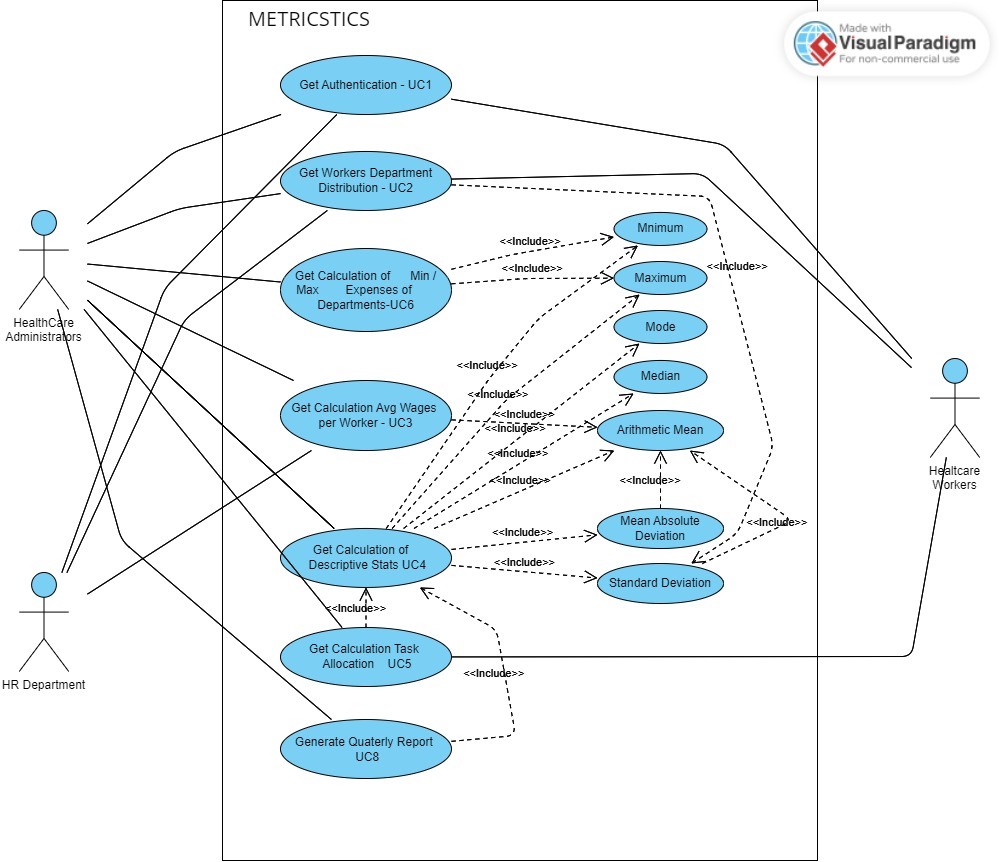 METRICSTICS
Made with
VisualParadigm
For non-commercial use
Get Authentication - UC1
Get Workers Department
Distribution - UC2
Mnimum
<<Include>>
Get Calculation of Min /
Max Expenses of
Departments-UC6
<<Include>>
<<Include>>
Maximum
HealthCare
Administrators
Mode
<<Include>>
Median
<<Include>>
Get Calculation Avg Wages
per Worker - UC3
<<Include>>
<<Include>>
Arithmetic Mean
<<Include>>
Healtcare
Workers
<<Include>>
<<Include>>
Mean Absolute
Deviation
<<Include>>
<<Include>>
Get Calculation of
Descriptive Stats UC4
<<Include>>
Standard Deviation
<<Include>>
Get Calculation Task
Allocation UC5
HR Department
<<Include>>
Generate Quaterly Report
UC8